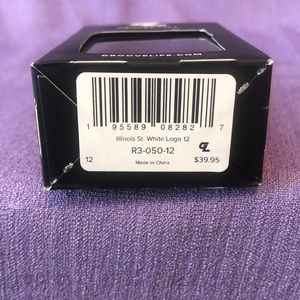 GROOVELIFE.COM
1 95589 08282 7
Illinois St. White Logo 12
R3-050-12
12
Made in China
$39.95